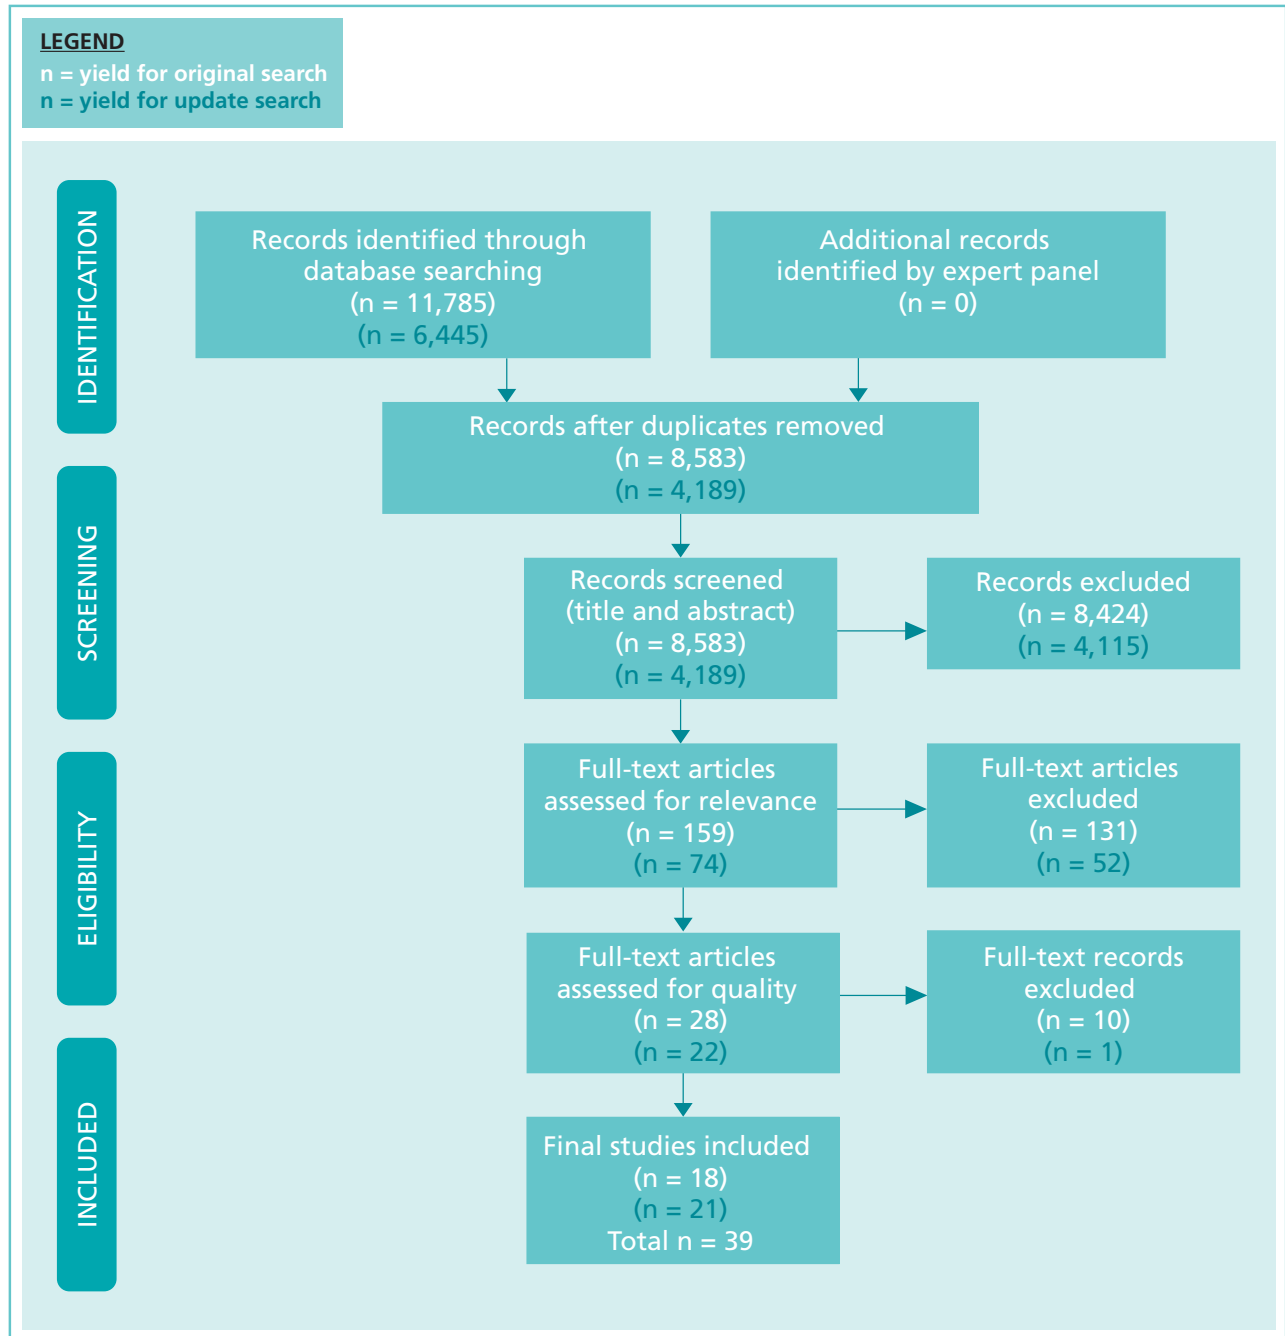 LEGEND
n = yield for original search
n = yield for update search
IDENTIFICATION
Records identified through
database searching
(n = 11,785)
(n = 6,445)
Additional records
identified by expert panel
(n = 0)
Records after duplicates removed
(n = 8,583)
(n = 4,189)
SCREENING
Records screened
(title and abstract)
(n = 8,583)
(n = 4,189)
Records excluded
(n = 8,424)
(n = 4,115)
ELIGIBILITY
Full-text articles
assessed for relevance
(n = 159)
(n = 74)
Full-text articles
excluded
(n = 131)
(n = 52)
Full-text articles
assessed for quality
(n = 28)
(n = 22)
Full-text records
excluded
(n = 10)
(n = 1)
INCLUDED
Final studies included
(n = 18)
(n = 21)
Total n = 39